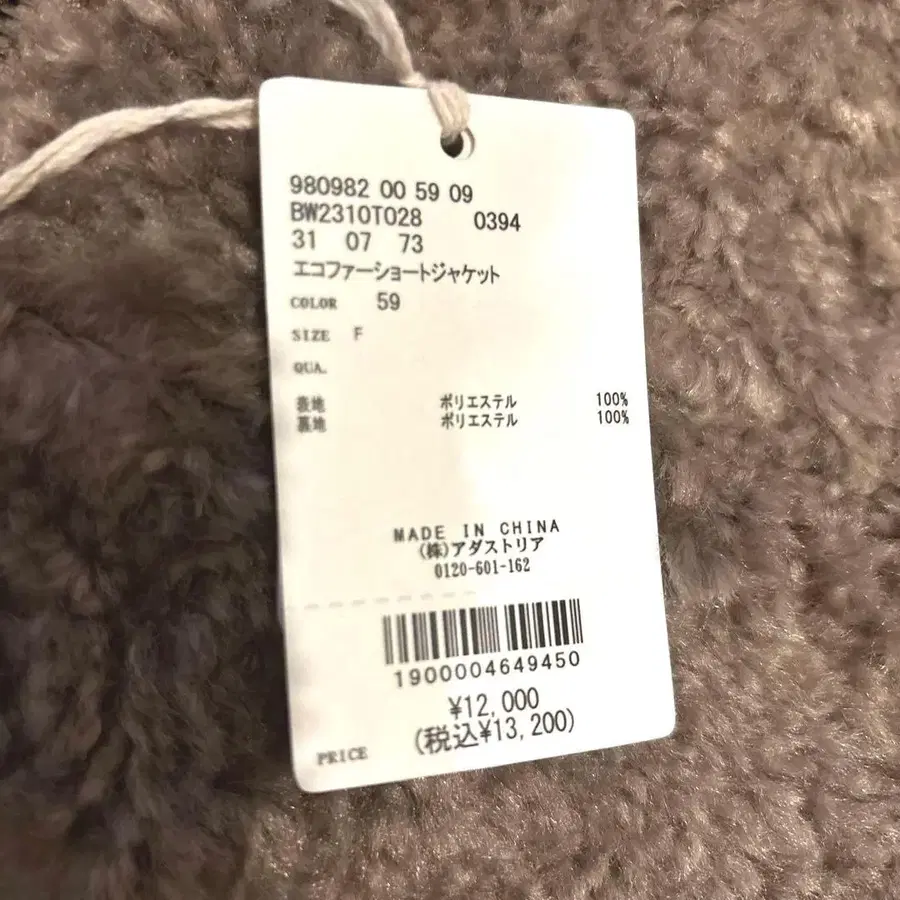 980982 00 59 09
BW2310T028 0394
31 07 73
エコファーショートジャケット
COLOR 59
SIZE F
QUA.
表地 ポリエステル 100%
裏地 ポリエステル 100%
MADE IN CHINA
(株)アダストリア
0120-601-162
1900004649450
¥12,000
PRICE (税込¥13,200)